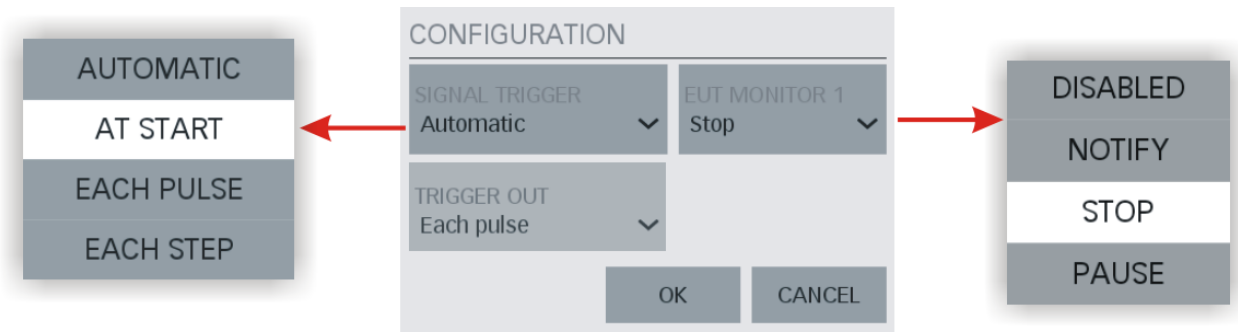 AUTOMATIC
AT START
EACH PULSE
EACH STEP
CONFIGURATION
SIGNAL TRIGGER
Automatic
EUT MONITOR 1
Stop
TRIGGER OUT
Each pulse
OK
CANCEL
DISABLED
NOTIFY
STOP
PAUSE